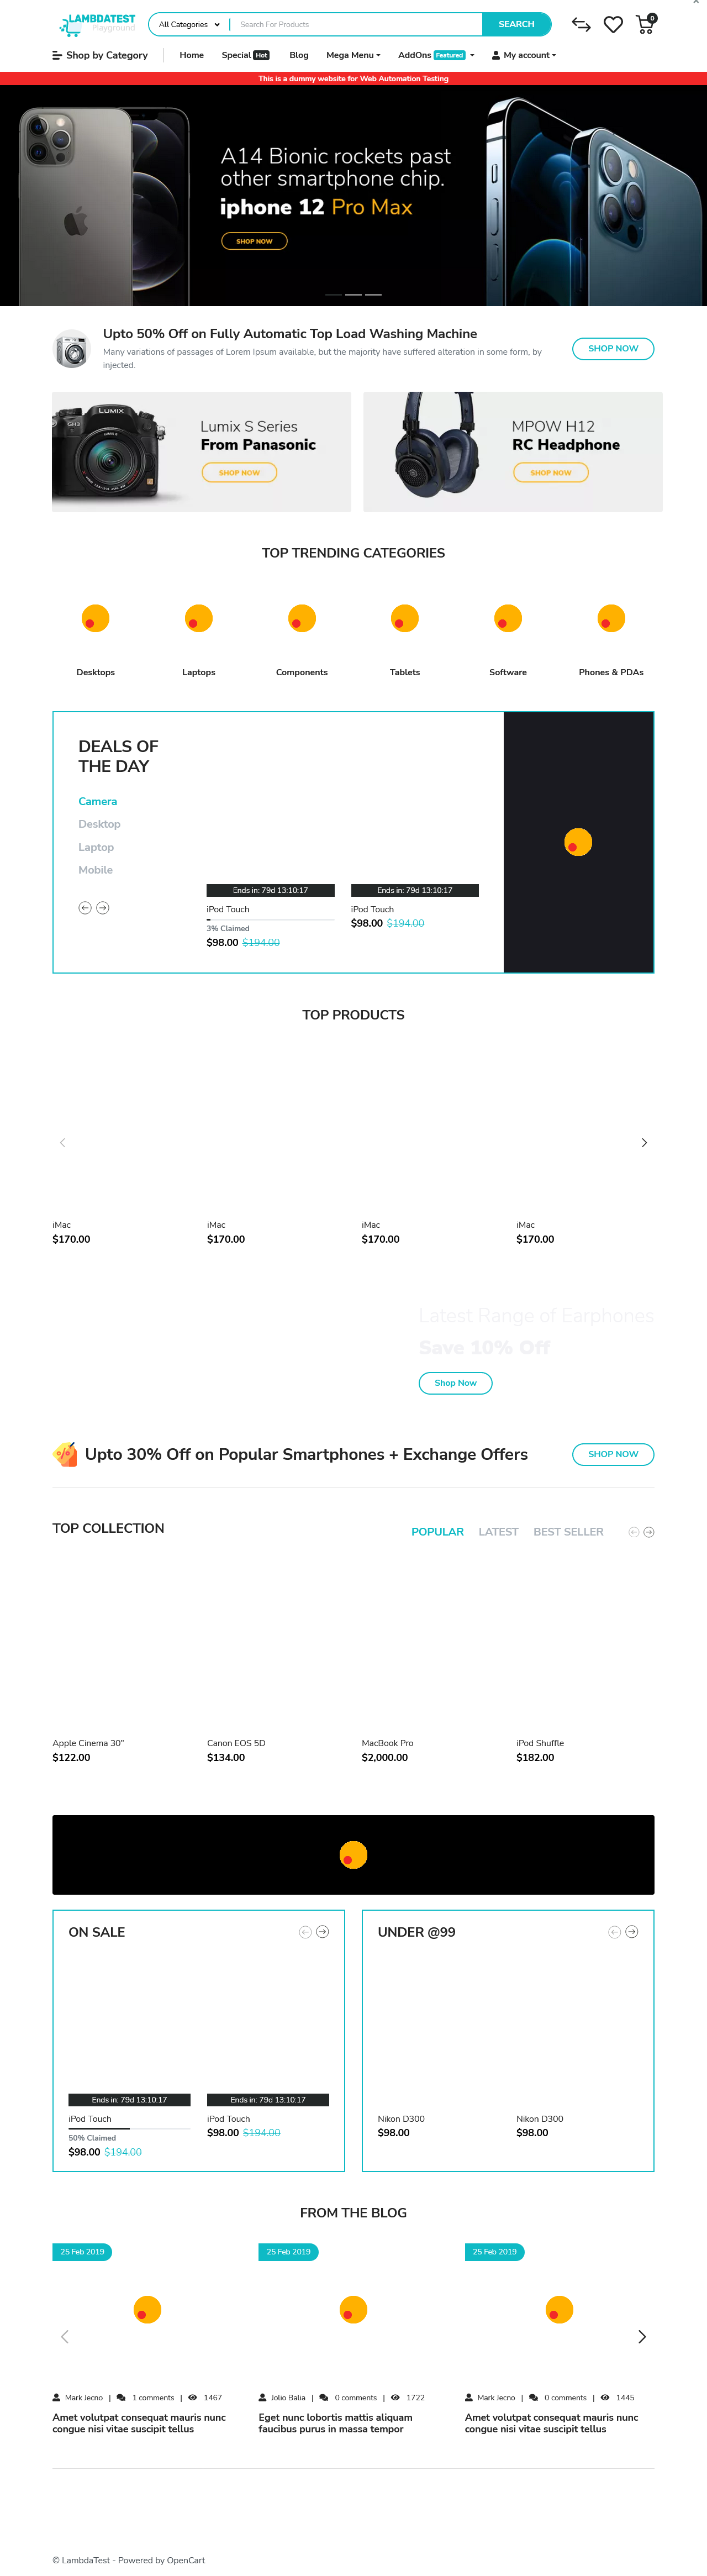 LAMBDATEST
Playground
All Categories
Search For Products
SEARCH
0
Shop by Category
Home
Special Hot
Blog
Mega Menu
AddOns Featured
My account
This is a dummy website for Web Automation Testing
A14 Bionic rockets past
other smartphone chip.
iphone 12 Pro Max
SHOP NOW
Upto 50% Off on Fully Automatic Top Load Washing Machine
Many variations of passages of Lorem Ipsum available, but the majority have suffered alteration in some form, by
injected.
SHOP NOW
LUMIX
GH3
Lumix S Series
From Panasonic
SHOP NOW
MPOW H12
RC Headphone
SHOP NOW
TOP TRENDING CATEGORIES
Desktops
Laptops
Components
Tablets
Software
Phones & PDAs
DEALS OF
THE DAY
Camera
Desktop
Laptop
Mobile
Ends in: 79d 13:10:17
iPod Touch
3% Claimed
$98.00 $194.00
Ends in: 79d 13:10:17
iPod Touch
$98.00 $194.00
TOP PRODUCTS
iMac
$170.00
iMac
$170.00
iMac
$170.00
iMac
$170.00
Latest Range of Earphones
Save 10% Off
Shop Now
Upto 30% Off on Popular Smartphones + Exchange Offers
SHOP NOW
TOP COLLECTION
POPULAR
LATEST
BEST SELLER
Apple Cinema 30"
$122.00
Canon EOS 5D
$134.00
MacBook Pro
$2,000.00
iPod Shuffle
$182.00
ON SALE
Ends in: 79d 13:10:17
iPod Touch
50% Claimed
$98.00 $194.00
Ends in: 79d 13:10:17
iPod Touch
$98.00 $194.00
UNDER @99
Nikon D300
$98.00
Nikon D300
$98.00
FROM THE BLOG
25 Feb 2019
Mark Jecno | 1 comments | 1467
Amet volutpat consequat mauris nunc
congue nisi vitae suscipit tellus
25 Feb 2019
Jolio Balia | 0 comments | 1722
Eget nunc lobortis mattis aliquam
faucibus purus in massa tempor
25 Feb 2019
Mark Jecno | 0 comments | 1445
Amet volutpat consequat mauris nunc
congue nisi vitae suscipit tellus
© LambdaTest - Powered by OpenCart